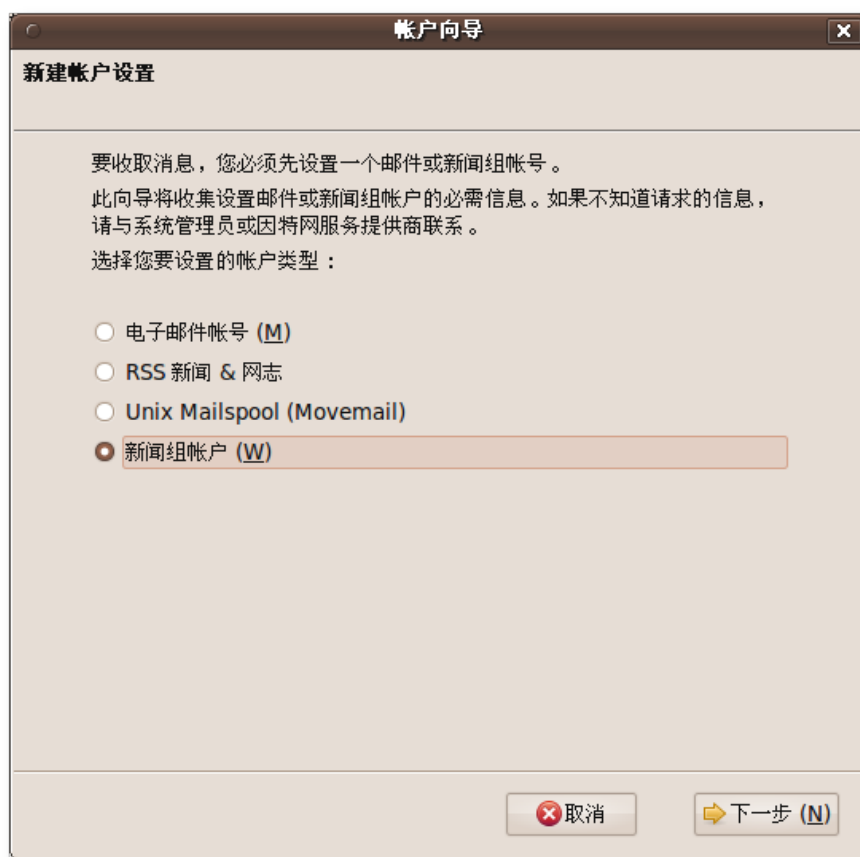 帐户向导
新建帐户设置
要收取消息，您必须先设置一个邮件或新闻组帐号。
此向导将收集设置邮件或新闻组帐户的必需信息。如果不知道请求的信息，
请与系统管理员或因特网服务提供商联系。
选择您要设置的帐户类型：
电子邮件帐号 (M)
RSS 新闻 & 网志
Unix Mailspool (Movemail)
新闻组帐户 (W)
取消 下一步 (N)